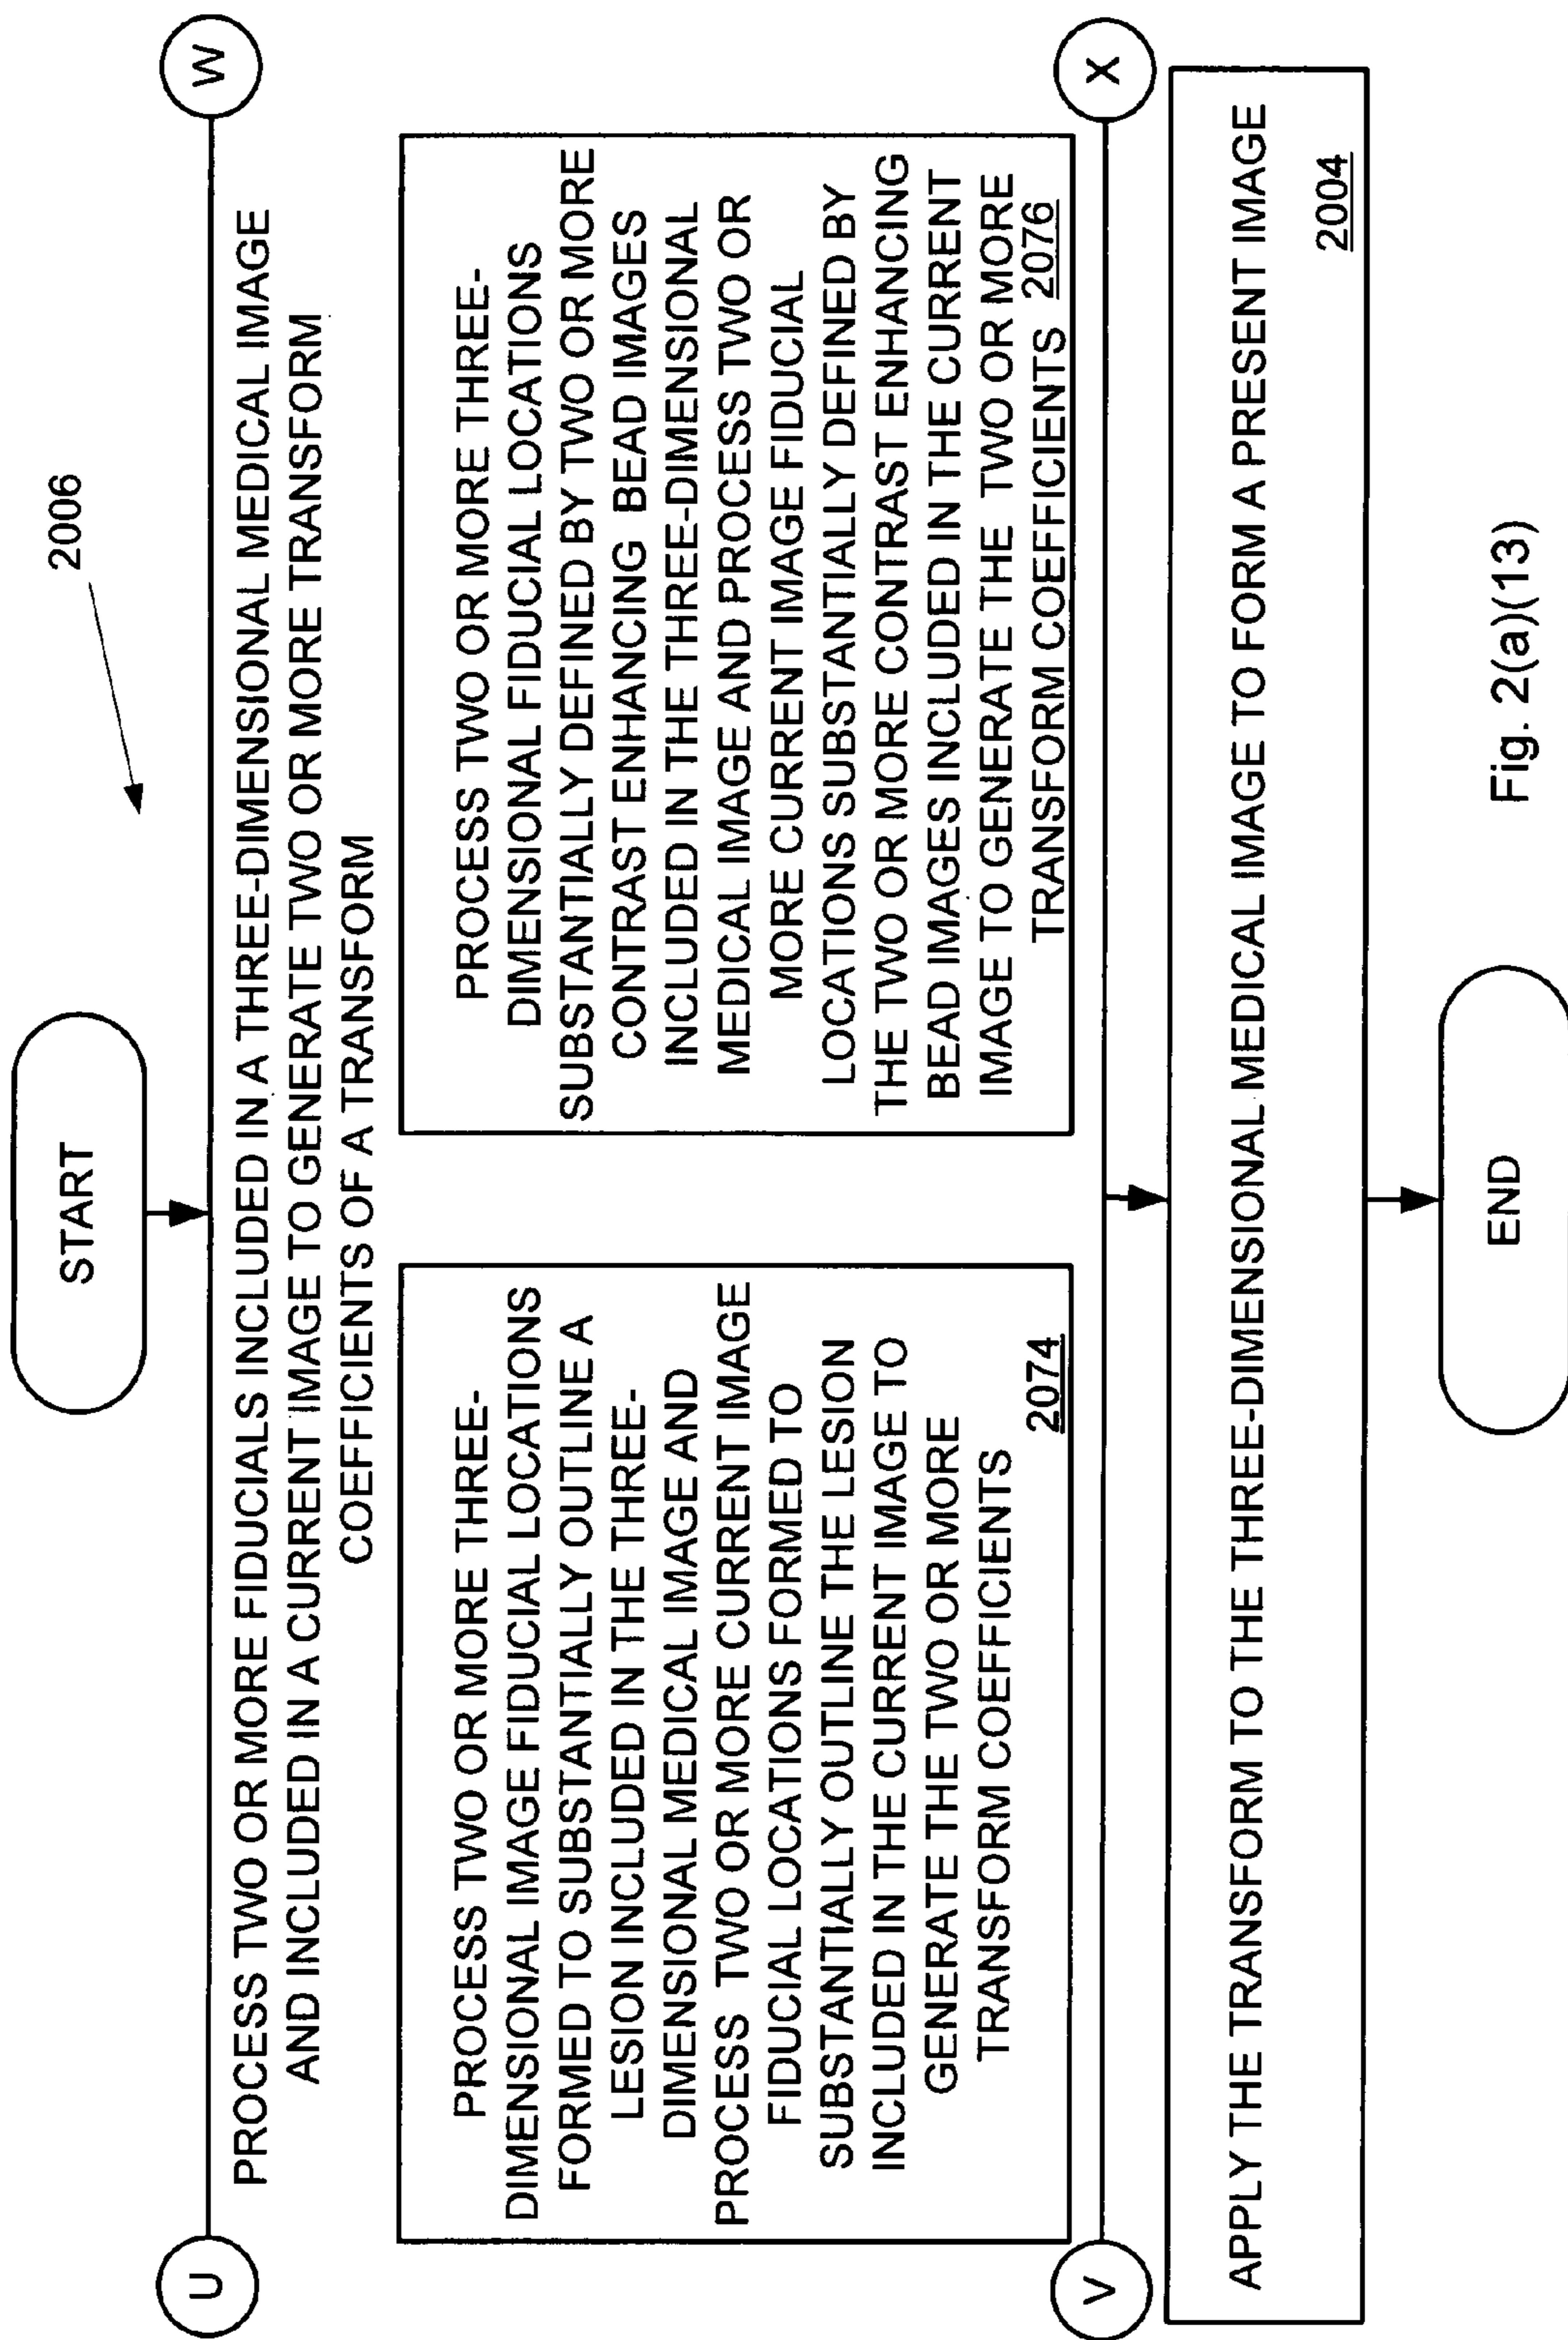 2006
START
U
W
PROCESS TWO OR MORE FIDUCIALS INCLUDED IN A THREE-DIMENSIONAL MEDICAL IMAGE
AND INCLUDED IN A CURRENT IMAGE TO GENERATE TWO OR MORE TRANSFORM
COEFFICIENTS OF A TRANSFORM
PROCESS TWO OR MORE THREE-
DIMENSIONAL IMAGE FIDUCIAL LOCATIONS
FORMED TO SUBSTANTIALLY OUTLINE A
LESION INCLUDED IN THE THREE-
DIMENSIONAL MEDICAL IMAGE AND
PROCESS TWO OR MORE CURRENT IMAGE
FIDUCIAL LOCATIONS FORMED TO
SUBSTANTIALLY OUTLINE THE LESION
INCLUDED IN THE CURRENT IMAGE TO
GENERATE THE TWO OR MORE
TRANSFORM COEFFICIENTS
2074
PROCESS TWO OR MORE THREE-
DIMENSIONAL FIDUCIAL LOCATIONS
SUBSTANTIALLY DEFINED BY TWO OR MORE
CONTRAST ENHANCING BEAD IMAGES
INCLUDED IN THE THREE-DIMENSIONAL
MEDICAL IMAGE AND PROCESS TWO OR
MORE CURRENT IMAGE FIDUCIAL
LOCATIONS SUBSTANTIALLY DEFINED BY
THE TWO OR MORE CONTRAST ENHANCING
BEAD IMAGES INCLUDED IN THE CURRENT
IMAGE TO GENERATE THE TWO OR MORE
TRANSFORM COEFFICIENTS 2076
V
X
APPLY THE TRANSFORM TO THE THREE-DIMENSIONAL MEDICAL IMAGE TO FORM A PRESENT IMAGE
2004
END
Fig. 2(a)(13)